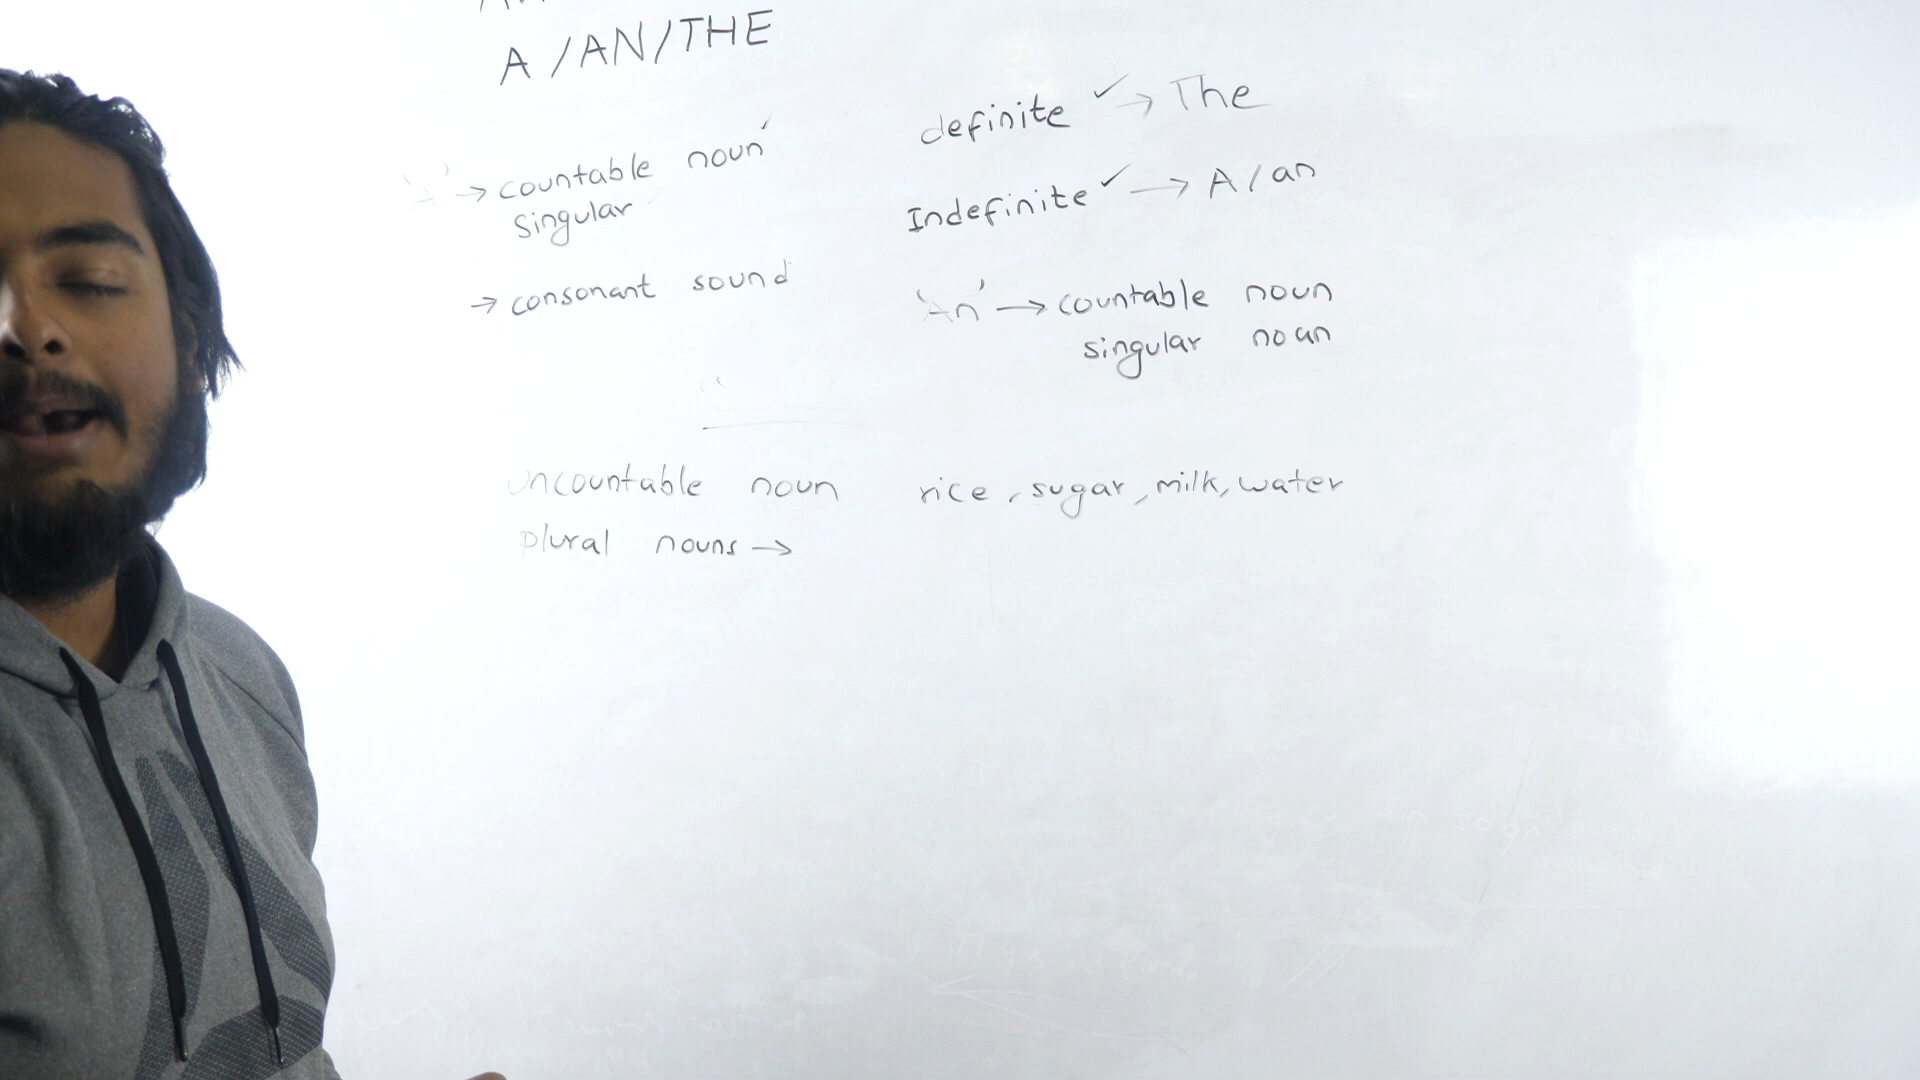 A / AN / THE
definite ✓ → The
'A' → countable noun
singular
Indefinite ✓ → A / an
→ consonant sound
'An' → countable noun
singular noun
uncountable noun rice, sugar, milk, water
plural nouns →